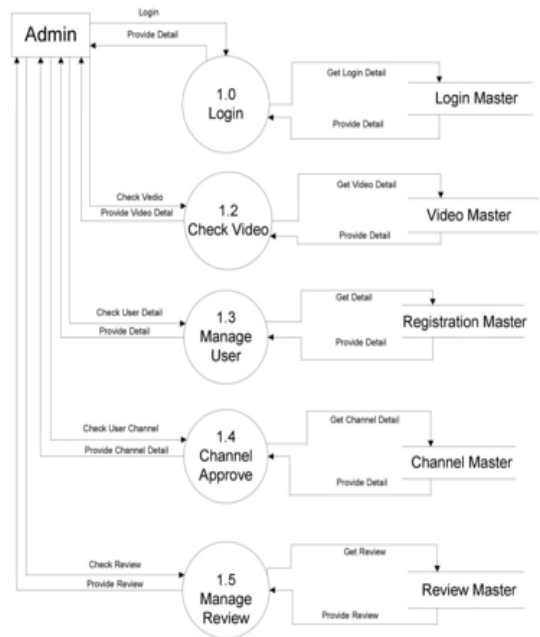 Login
Admin
Provide Detail
1.0
Login
Get Login Detail
Login Master
Provide Detail
Check Vedio
Provide Video Detal
1.2
Check Video
Get Video Detail
Video Master
Provide Detail
Check User Detail
Provide Detail
1.3
Manage
User
Get Detail
Registration Master
Provide Detail
Check User Channel
Provide Channel Detail
1.4
Channel
Approve
Get Channel Detail
Channel Master
Provide Detail
Check Review
Provide Review
1.5
Manage
Review
Get Review
Review Master
Provide Review